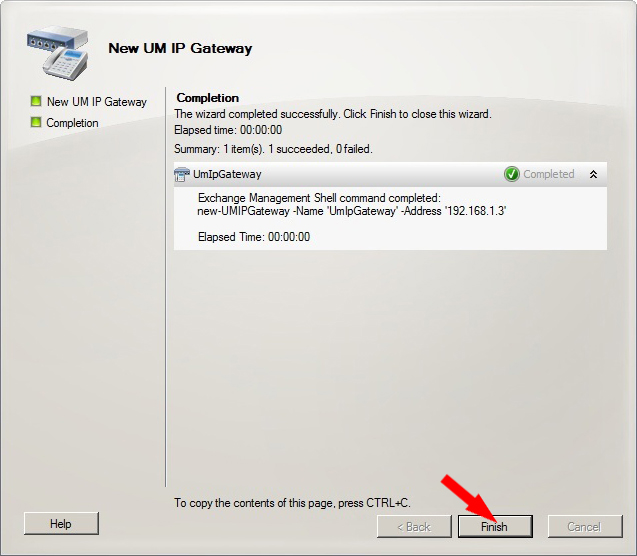 New UM IP Gateway
New UM IP Gateway
Completion
Completion
The wizard completed successfully. Click Finish to close this wizard.
Elapsed time: 00:00:00
Summary: 1 item(s). 1 succeeded, 0 failed.
UmIpGateway
Completed
Exchange Management Shell command completed:
new-UMIPGateway -Name 'UmIpGateway' -Address '192.168.1.3'
Elapsed Time: 00:00:00
To copy the contents of this page, press CTRL+C.
Help
< Back
Finish
Cancel